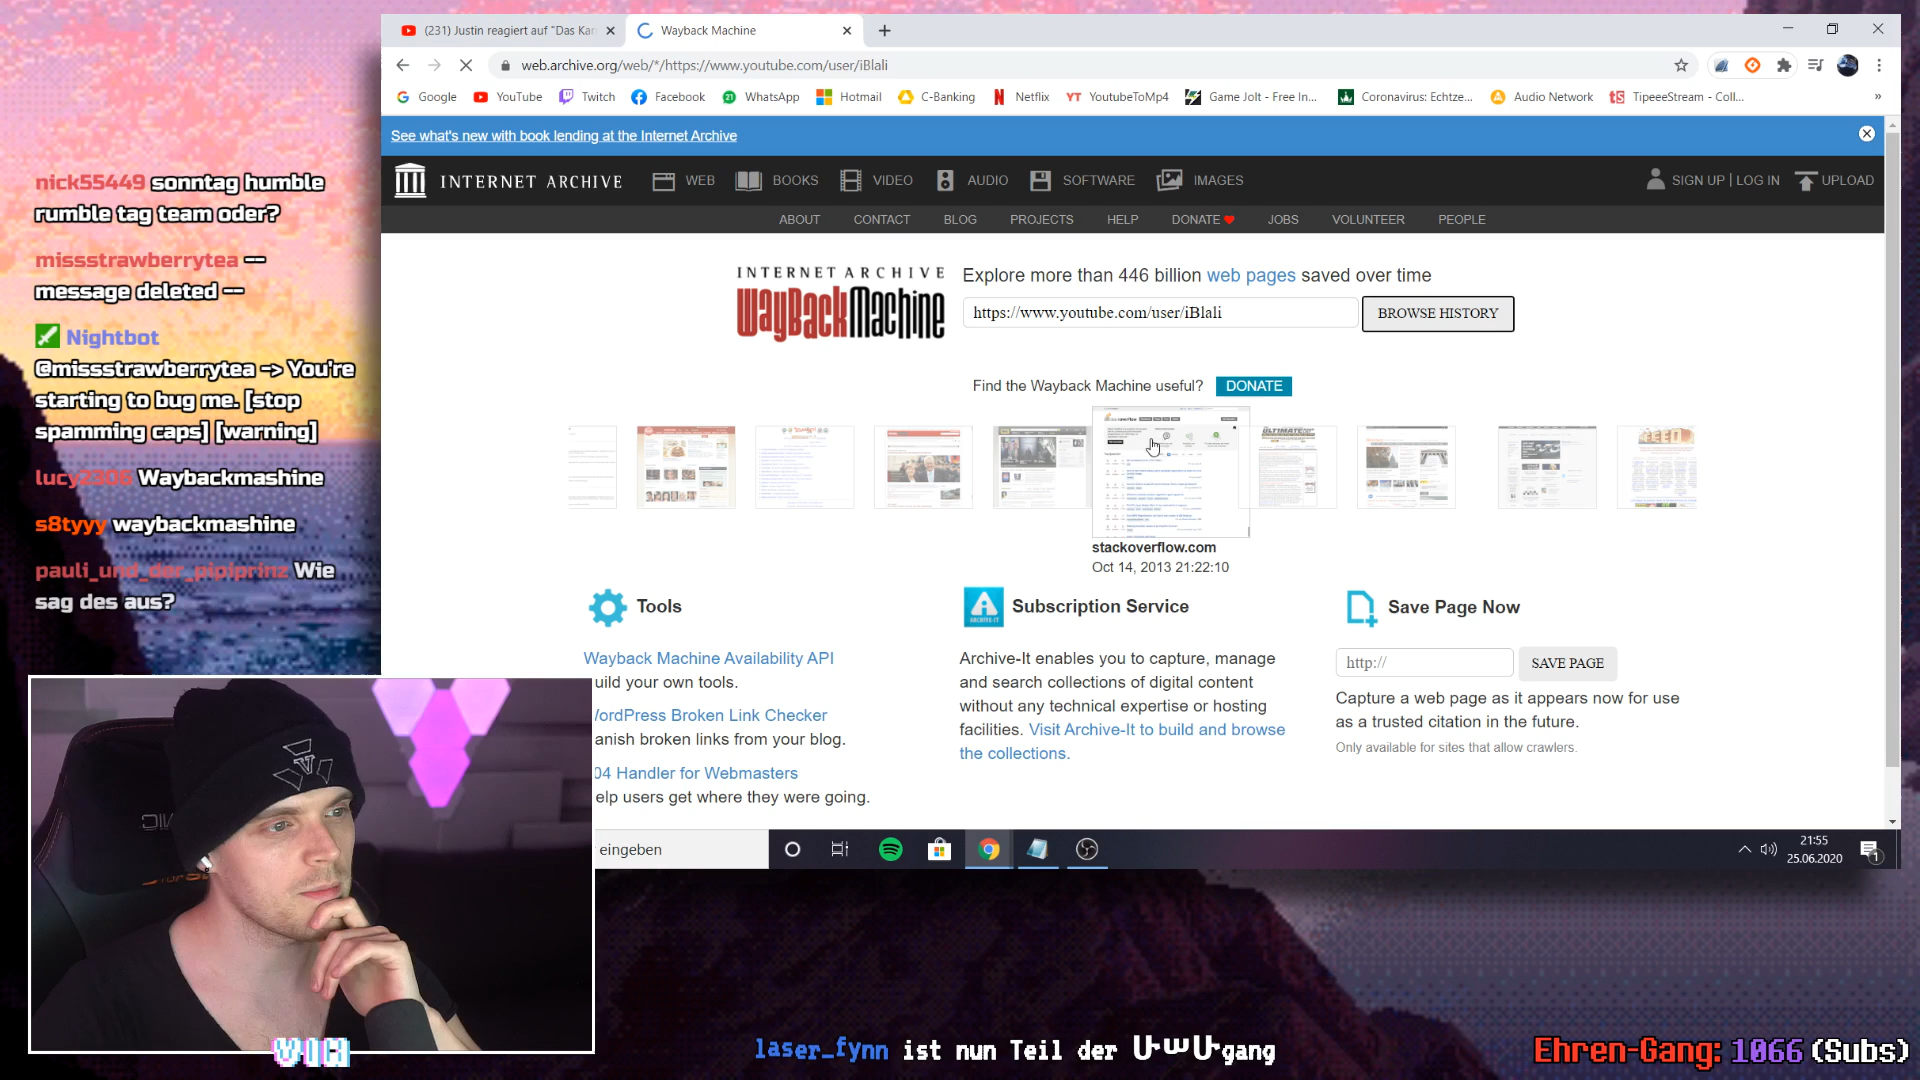 (231) Justin reagiert auf "Das Kar
Wayback Machine
web.archive.org/web/*/https://www.youtube.com/user/iBlali
Google
YouTube
Twitch
Facebook
WhatsApp
Hotmail
C-Banking
Netflix
YT YoutubeToMp4
Game Jolt - Free In...
Coronavirus: Echtze...
Audio Network
TipeeeStream - Coll...
»
See what's new with book lending at the Internet Archive
INTERNET ARCHIVE
WEB
BOOKS
VIDEO
AUDIO
SOFTWARE
IMAGES
SIGN UP | LOG IN
UPLOAD
ABOUT
CONTACT
BLOG
PROJECTS
HELP
DONATE
JOBS
VOLUNTEER
PEOPLE
INTERNET ARCHIVE
WayBackMachine
Explore more than 446 billion web pages saved over time
https://www.youtube.com/user/iBlali
BROWSE HISTORY
Find the Wayback Machine useful?
DONATE
stackoverflow.com
Oct 14, 2013 21:22:10
Tools
Wayback Machine Availability API
uild your own tools.
ordPress Broken Link Checker
anish broken links from your blog.
04 Handler for Webmasters
elp users get where they were going.
ARCHIVE-IT
Subscription Service
Archive-It enables you to capture, manage
and search collections of digital content
without any technical expertise or hosting
facilities. Visit Archive-It to build and browse
the collections.
Save Page Now
http://
SAVE PAGE
Capture a web page as it appears now for use
as a trusted citation in the future.
Only available for sites that allow crawlers.
eingeben
21:55
25.06.2020
1
nick55449 sonntag humble
rumble tag team oder?
missstrawberrytea —
message deleted —
Nightbot
@missstrawberrytea -> You're
starting to bug me. [stop
spamming caps] [warning]
lucy2306 Waybackmashine
s8tyyy waybackmashine
pauli_und_der_pipiprinz Wie
sag des aus?
VIA
laser_fynn ist nun Teil der gang
Ehren-Gang: 1066 (Subs)